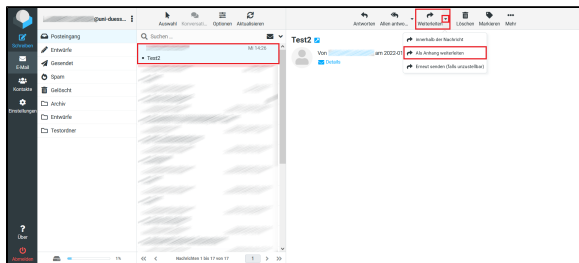 @uni-duess...
Auswahl
Konversati...
Optionen
Aktualisieren
Antworten
Allen antwo...
Weiterleiten
Löschen
Markieren
Mehr
Schreiben
E-Mail
Kontakte
Einstellungen
Über
Abmelden
Posteingang
Entwürfe
Gesendet
Spam
Gelöscht
Archiv
Entwürfe
Testordner
1%
Suchen ...
Mi 14:26
Test2
Nachrichten 1 bis 17 von 17
1
Test2
Von
am 2022-07
Details
Innerhalb der Nachricht
Als Anhang weiterleiten
Erneut senden (falls unzustellbar)